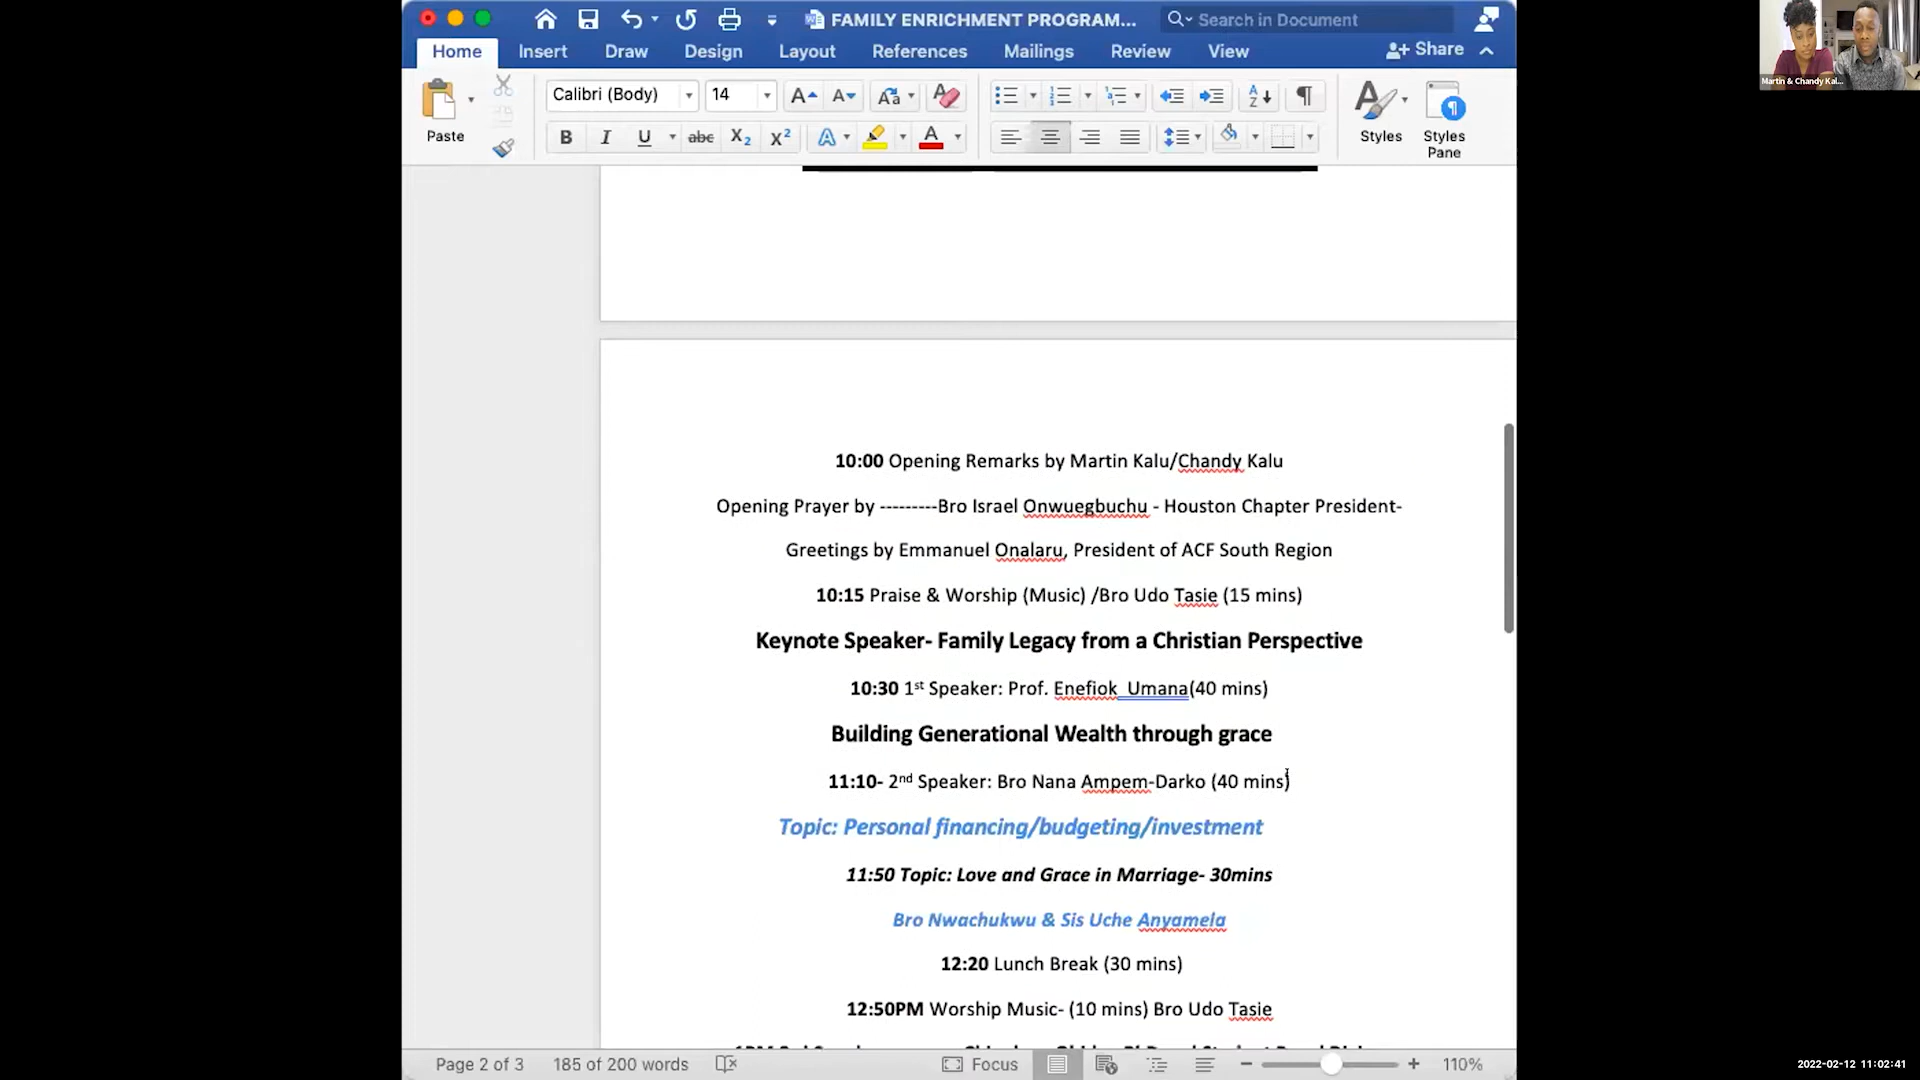 FAMILY ENRICHMENT PROGRAM...
Search in Document
Home Insert Draw Design Layout References Mailings Review View Share
Paste
Calibri (Body) 14
Styles Styles Pane
Martin & Chandy Kal...
10:00 Opening Remarks by Martin Kalu/Chandy Kalu
Opening Prayer by ---------Bro Israel Onwuegbuchu - Houston Chapter President-
Greetings by Emmanuel Onalaru, President of ACF South Region
10:15 Praise & Worship (Music) /Bro Udo Tasie (15 mins)
Keynote Speaker- Family Legacy from a Christian Perspective
10:30 1st Speaker: Prof. Enefiok Umana(40 mins)
Building Generational Wealth through grace
11:10- 2nd Speaker: Bro Nana Ampem-Darko (40 mins)
Topic: Personal financing/budgeting/investment
11:50 Topic: Love and Grace in Marriage- 30mins
Bro Nwachukwu & Sis Uche Anyamela
12:20 Lunch Break (30 mins)
12:50PM Worship Music- (10 mins) Bro Udo Tasie
Page 2 of 3 185 of 200 words Focus 110%
2022-02-12 11:02:41